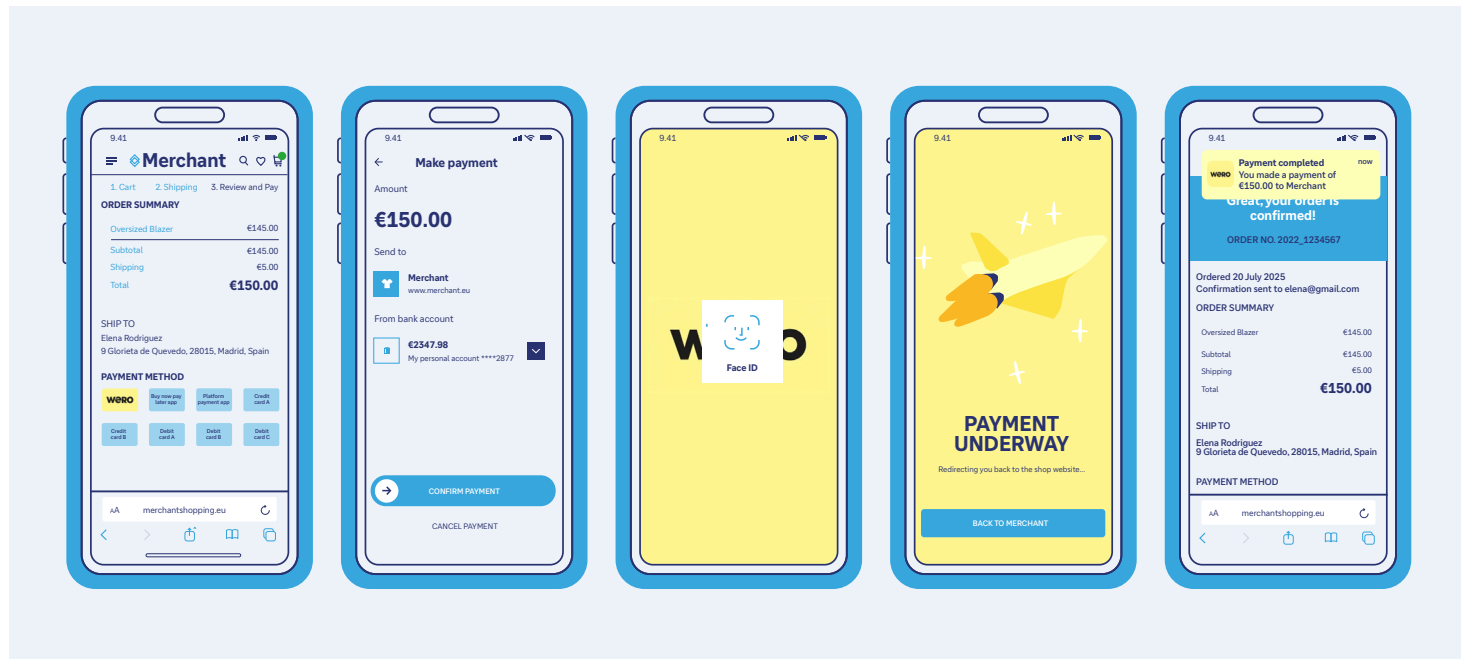 9.41
Merchant
1. Cart 2. Shipping 3. Review and Pay
ORDER SUMMARY
Oversized Blazer €145.00
Subtotal €145.00
Shipping €5.00
Total €150.00
SHIP TO
Elena Rodriguez
9 Glorieta de Quevedo, 28015, Madrid, Spain
PAYMENT METHOD
wero
Buy now pay
later app
Platform
payment app
Credit
card A
Credit
card B
Debit
card A
Debit
card B
Debit
card C
AA merchantshopping.eu
9.41
Make payment
Amount
€150.00
Send to
Merchant
www.merchant.eu
From bank account
€2347.98
My personal account ****2877
CONFIRM PAYMENT
CANCEL PAYMENT
9.41
w o
Face ID
9.41
PAYMENT
UNDERWAY
Redirecting you back to the shop website...
BACK TO MERCHANT
9.41
wero
Payment completed now
You made a payment of
€150.00 to Merchant
Great, your order is
confirmed!
ORDER NO. 2022_1234567
Ordered 20 July 2025
Confirmation sent to elena@gmail.com
ORDER SUMMARY
Oversized Blazer €145.00
Subtotal €145.00
Shipping €5.00
Total €150.00
SHIP TO
Elena Rodriguez
9 Glorieta de Quevedo, 28015, Madrid, Spain
PAYMENT METHOD
AA merchantshopping.eu